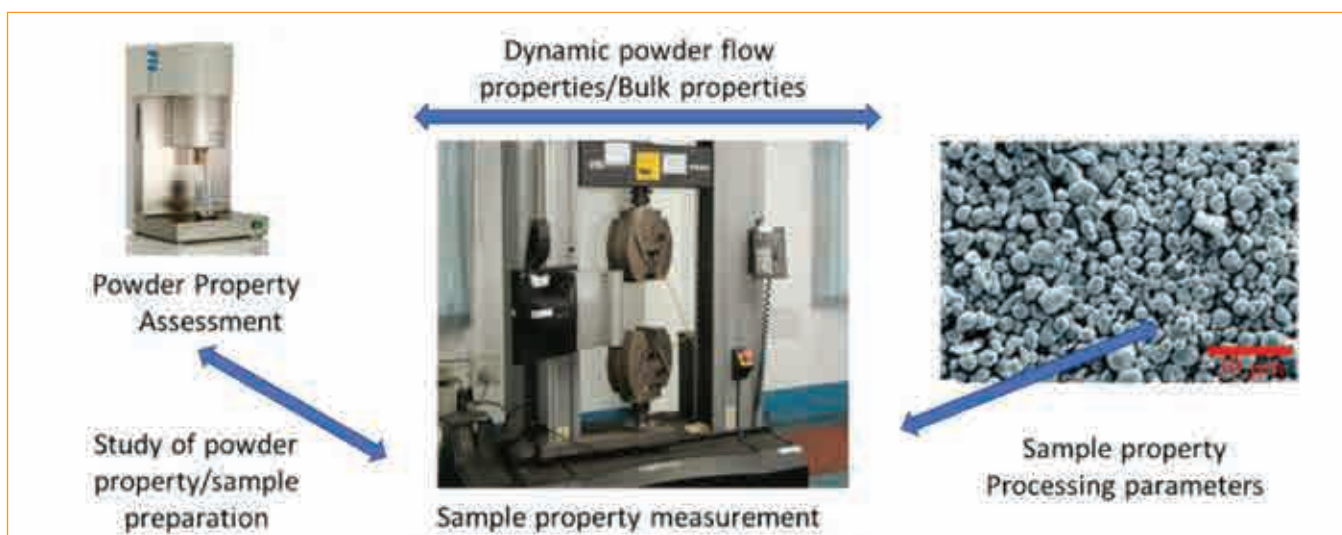 Dynamic powder flow
properties/Bulk properties
Powder Property
Assessment
Study of powder
property/sample
preparation
Sample property measurement
Sample property
Processing parameters